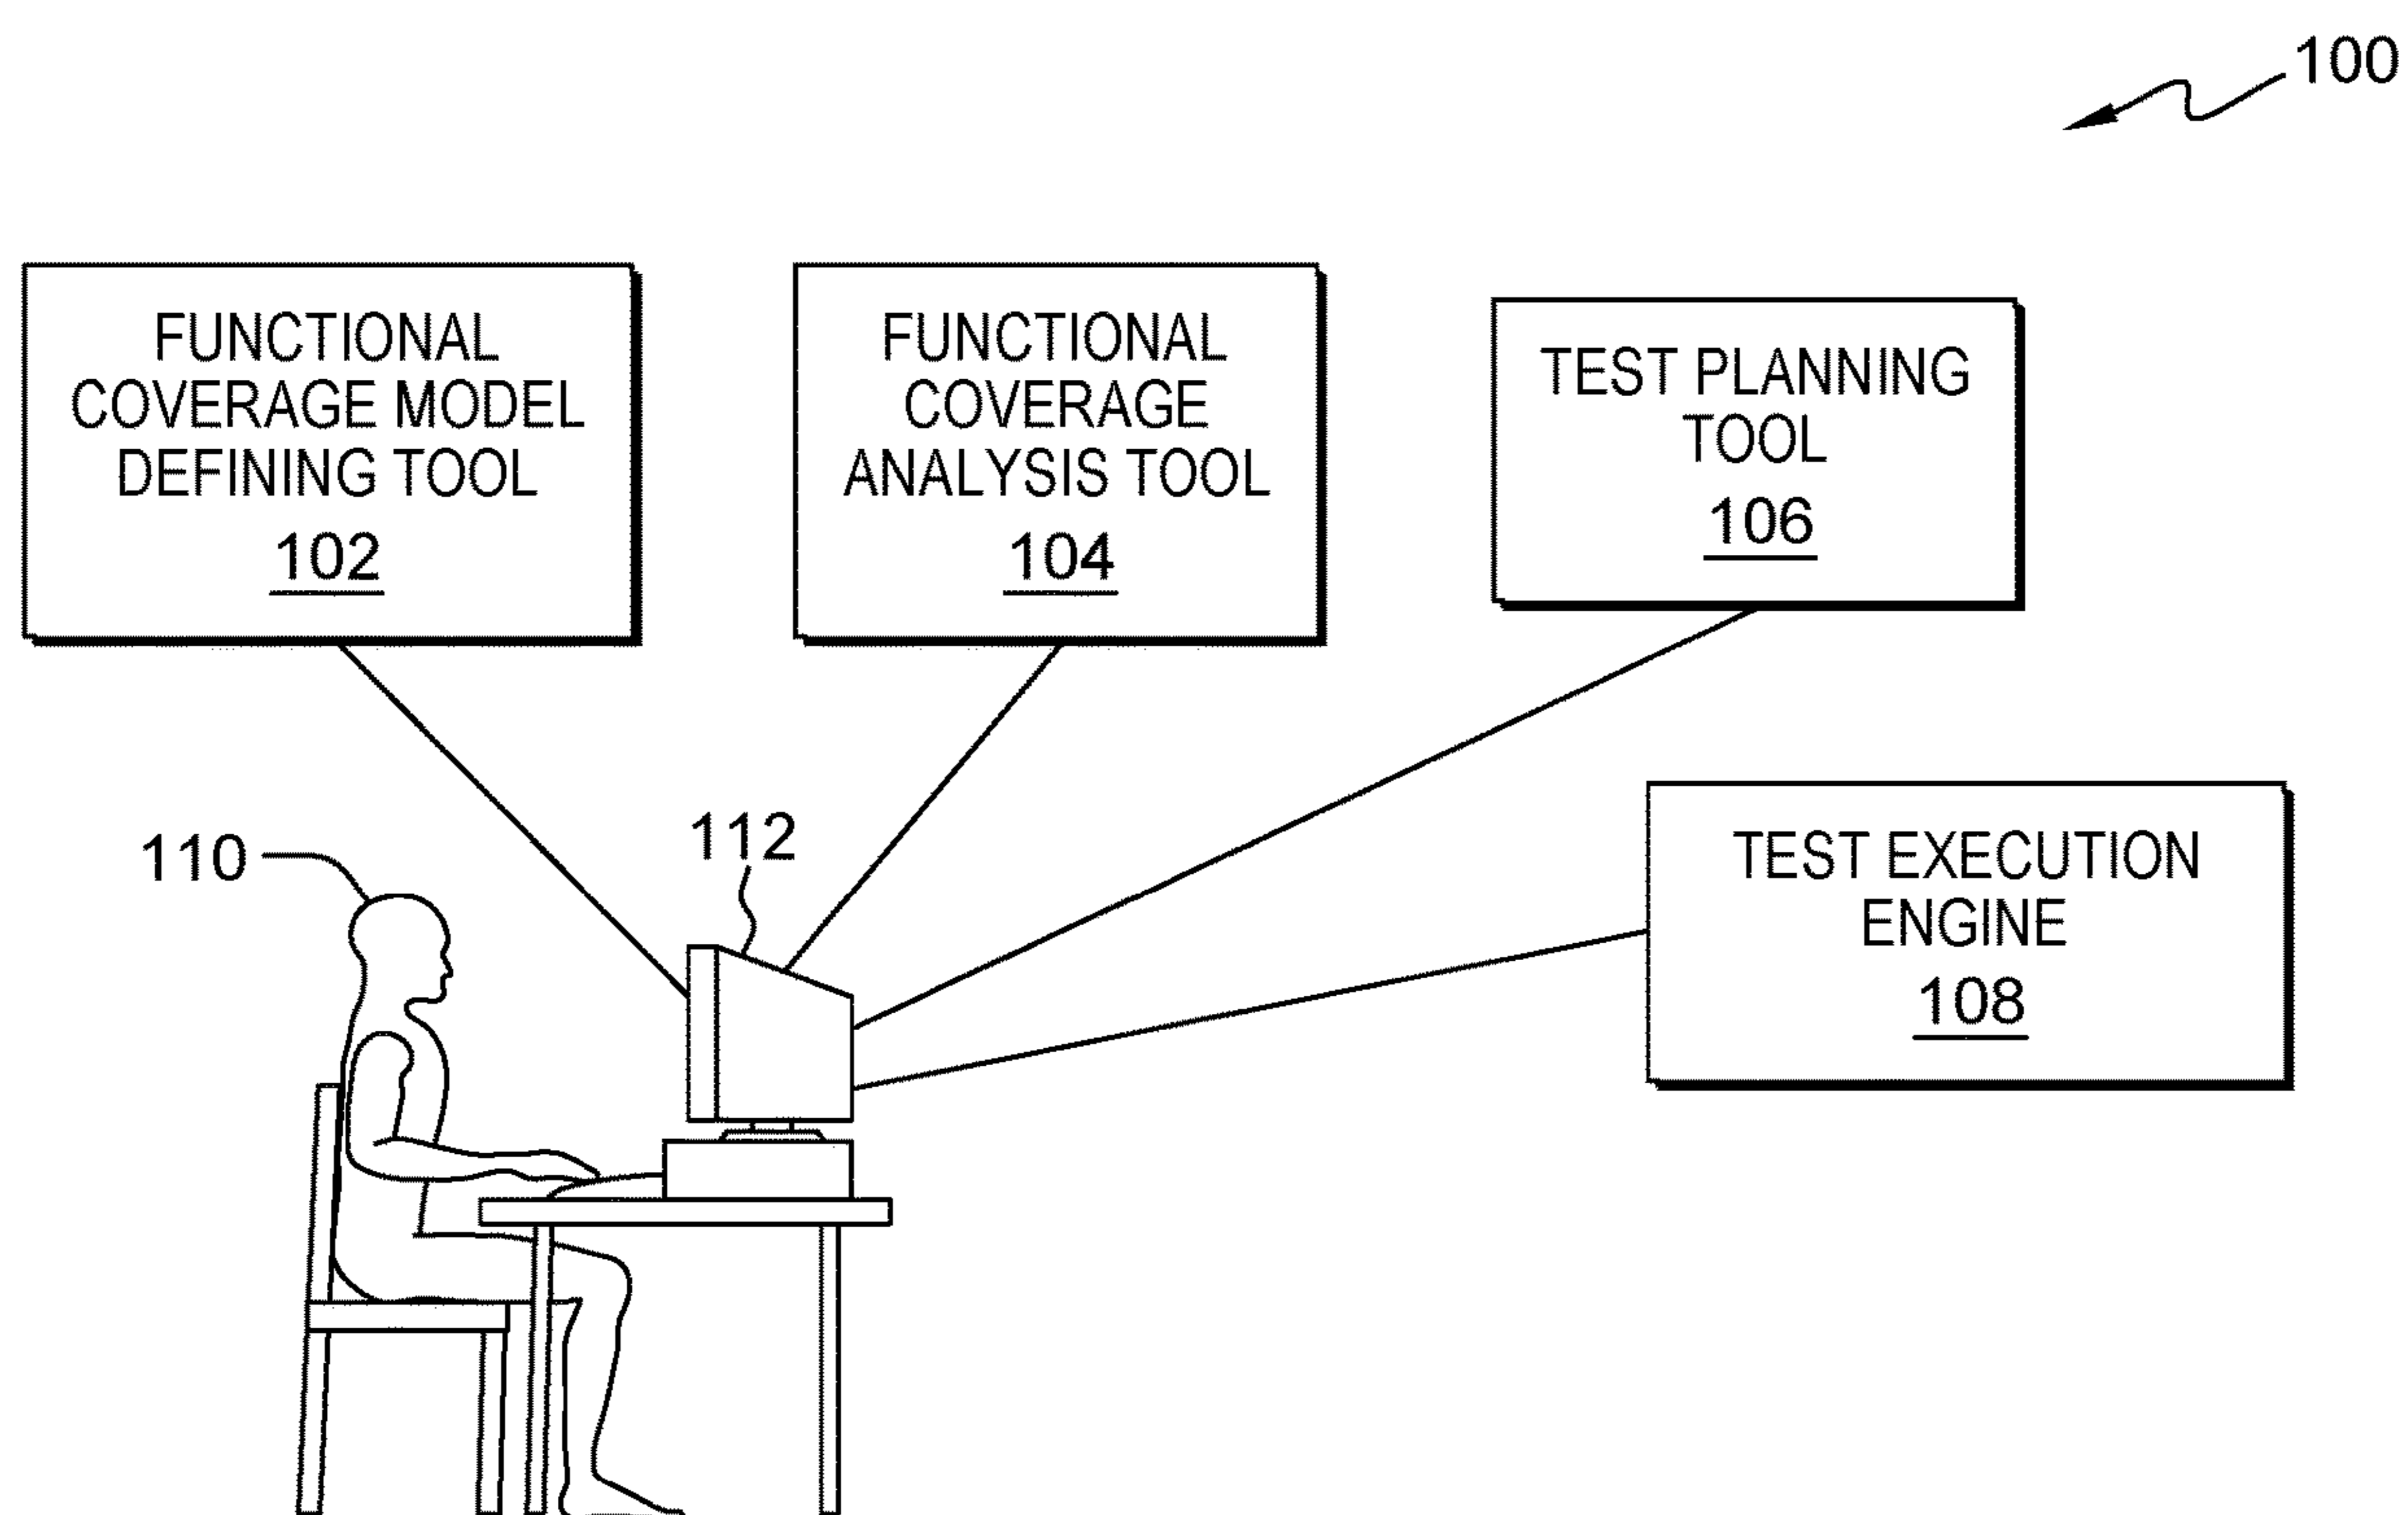 100
FUNCTIONAL
COVERAGE MODEL
DEFINING TOOL
102
FUNCTIONAL
COVERAGE
ANALYSIS TOOL
104
TEST PLANNING
TOOL
106
TEST EXECUTION
ENGINE
108
110
112